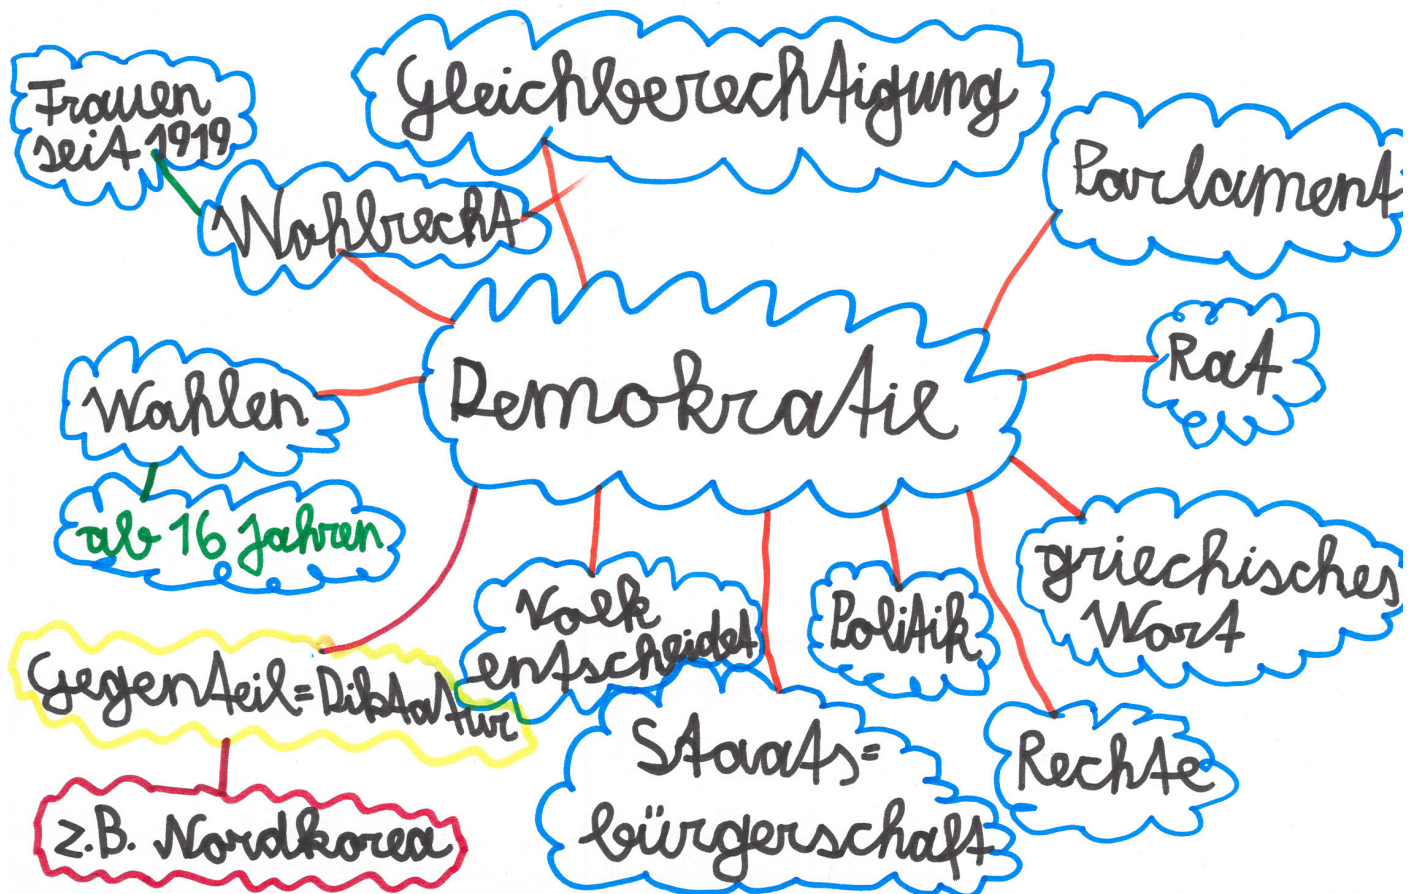 Gleichberechtigung
Frauen
seit 1919
Wahlrecht
Parlament
Rat
Demokratie
Wahlen
ab 16 Jahren
griechisches
Wort
Volk
entscheidet
Politik
Gegenteil=Diktatur
Staats=
bürgerschaft
Rechte
z.B. Nordkorea